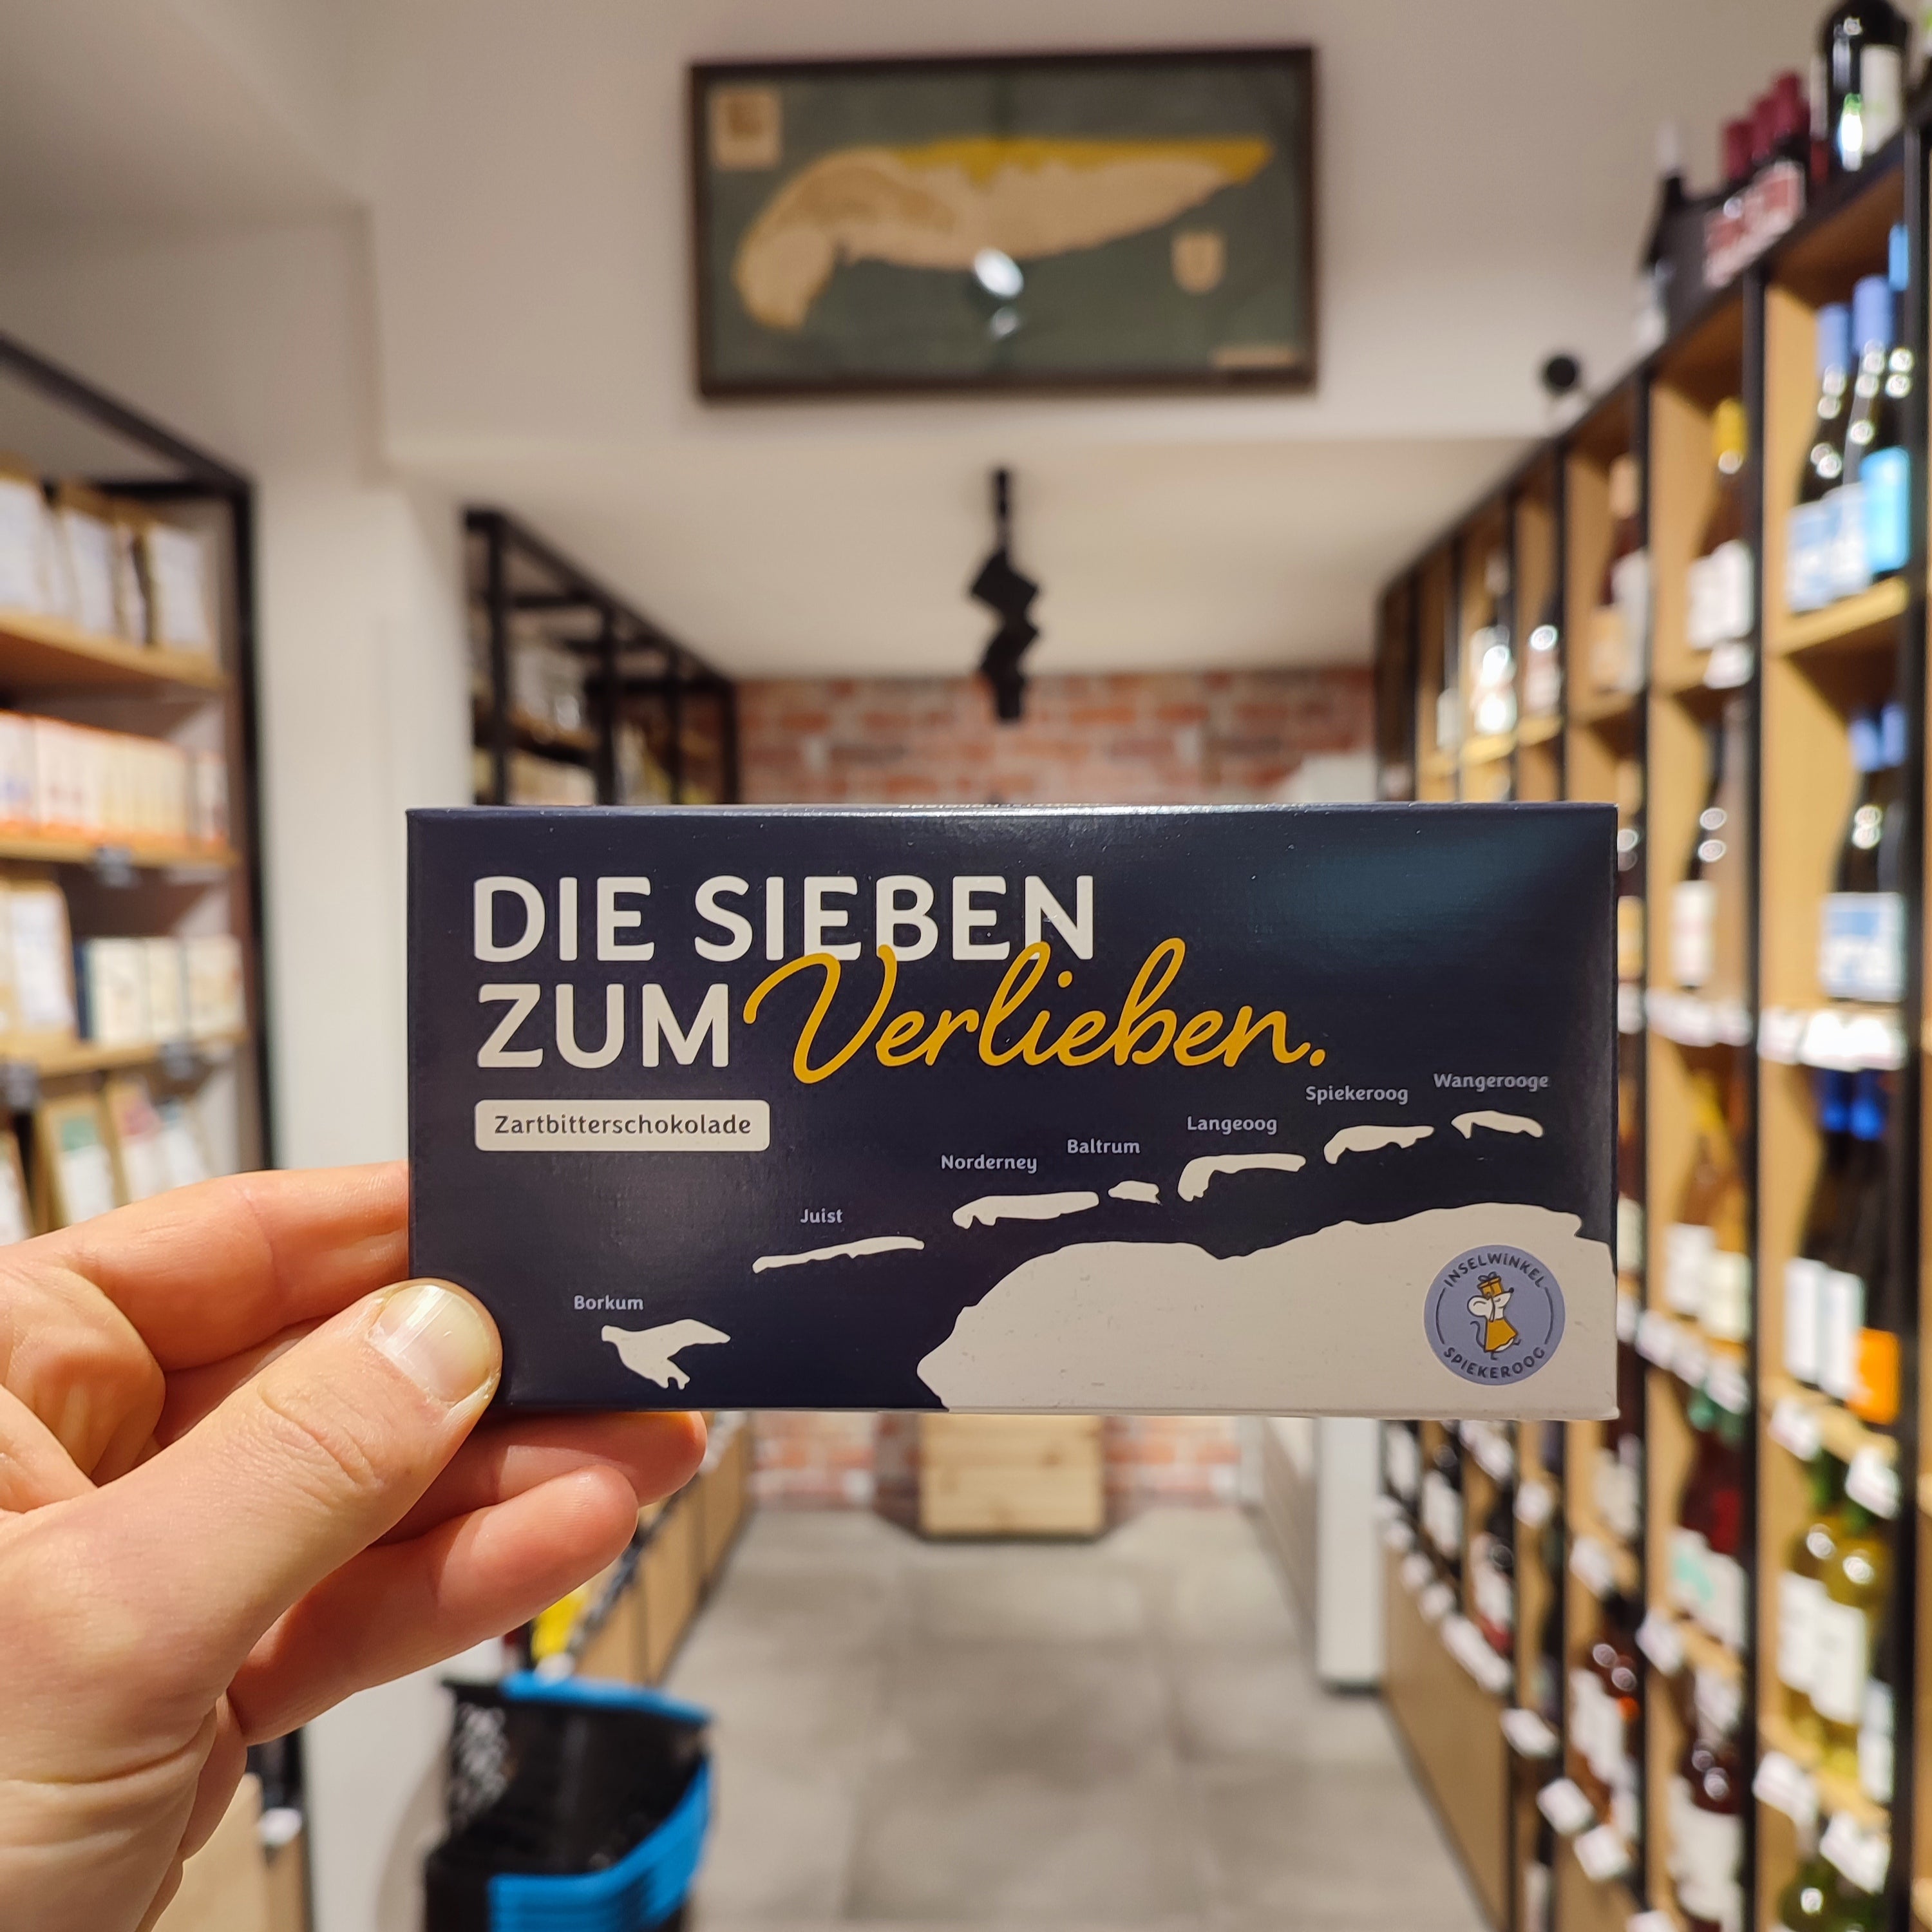 DIE SIEBEN
ZUM Verlieben.
Zartbitterschokolade
Wangerooge
Spiekeroog
Langeoog
Baltrum
Norderney
Juist
Borkum
INSELWiNKEL
SPIEKEROOG